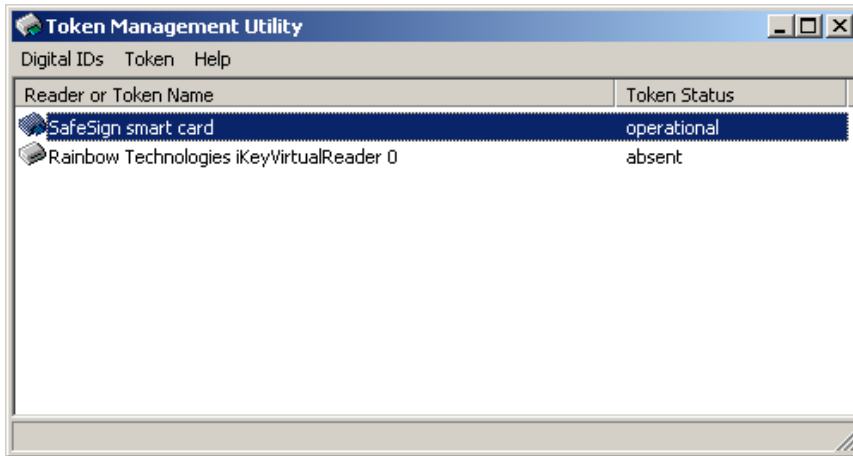 Token Management Utility
Digital IDs Token Help
Reader or Token Name Token Status
SafeSign smart card operational
Rainbow Technologies iKeyVirtualReader 0 absent